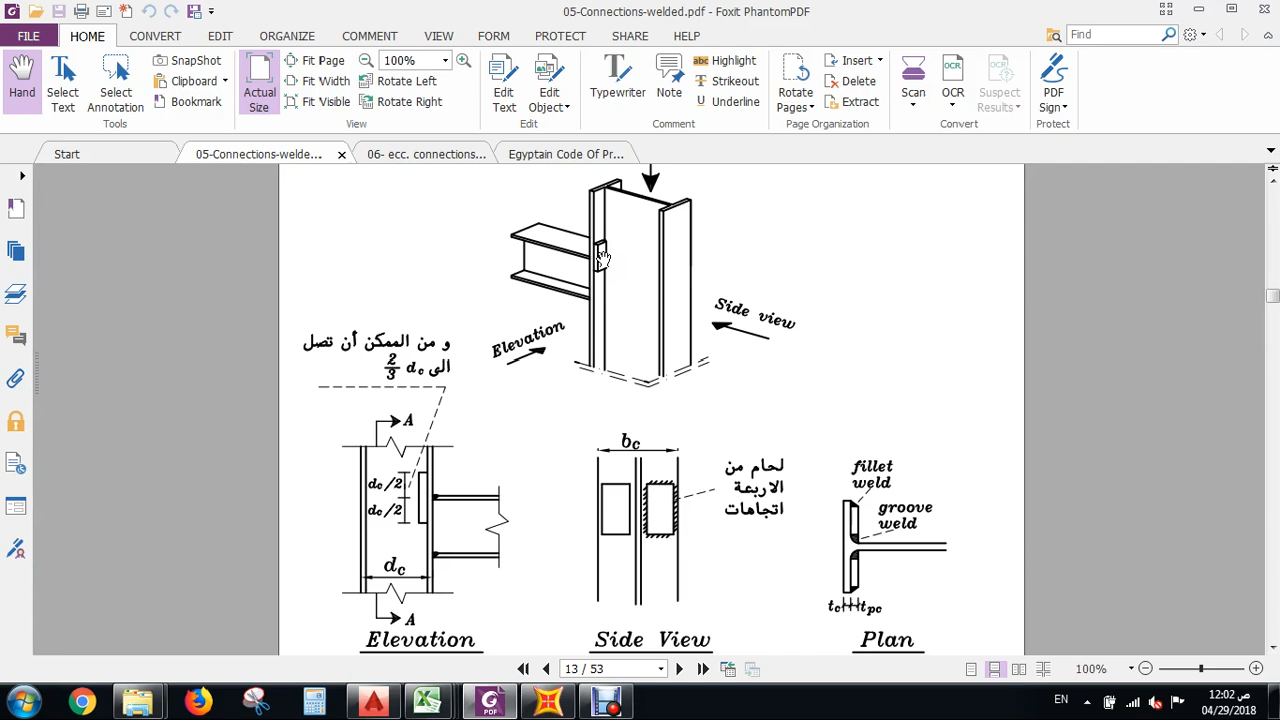 05-Connections-welded.pdf - Foxit PhantomPDF
FILE HOME CONVERT EDIT ORGANIZE COMMENT VIEW FORM PROTECT SHARE HELP Find
Hand
Select Text
Select Annotation
SnapShot
Clipboard
Bookmark
Actual Size
Fit Page
Fit Width
Fit Visible
100%
Rotate Left
Rotate Right
Edit Text
Edit Object
Typewriter
Note
abc Highlight
Strikeout
Underline
Rotate Pages
Insert
Delete
Extract
Scan
OCR
OCR
Suspect Results
PDF Sign
Tools View Edit Comment Page Organization Convert Protect
Start 05-Connections-welde... 06- ecc. connections... Egyptain Code Of Pr...
Side view
Elevation
و من الممكن أن تصل
الى 2/3 dc
A
dc/2
dc/2
dc
A
Elevation
bc
لحام من
الاربعة
اتجاهات
Side View
fillet
weld
groove
weld
tc tpc
Plan
13 / 53
100%
PDF
EN
12:02 ص
04/29/2018